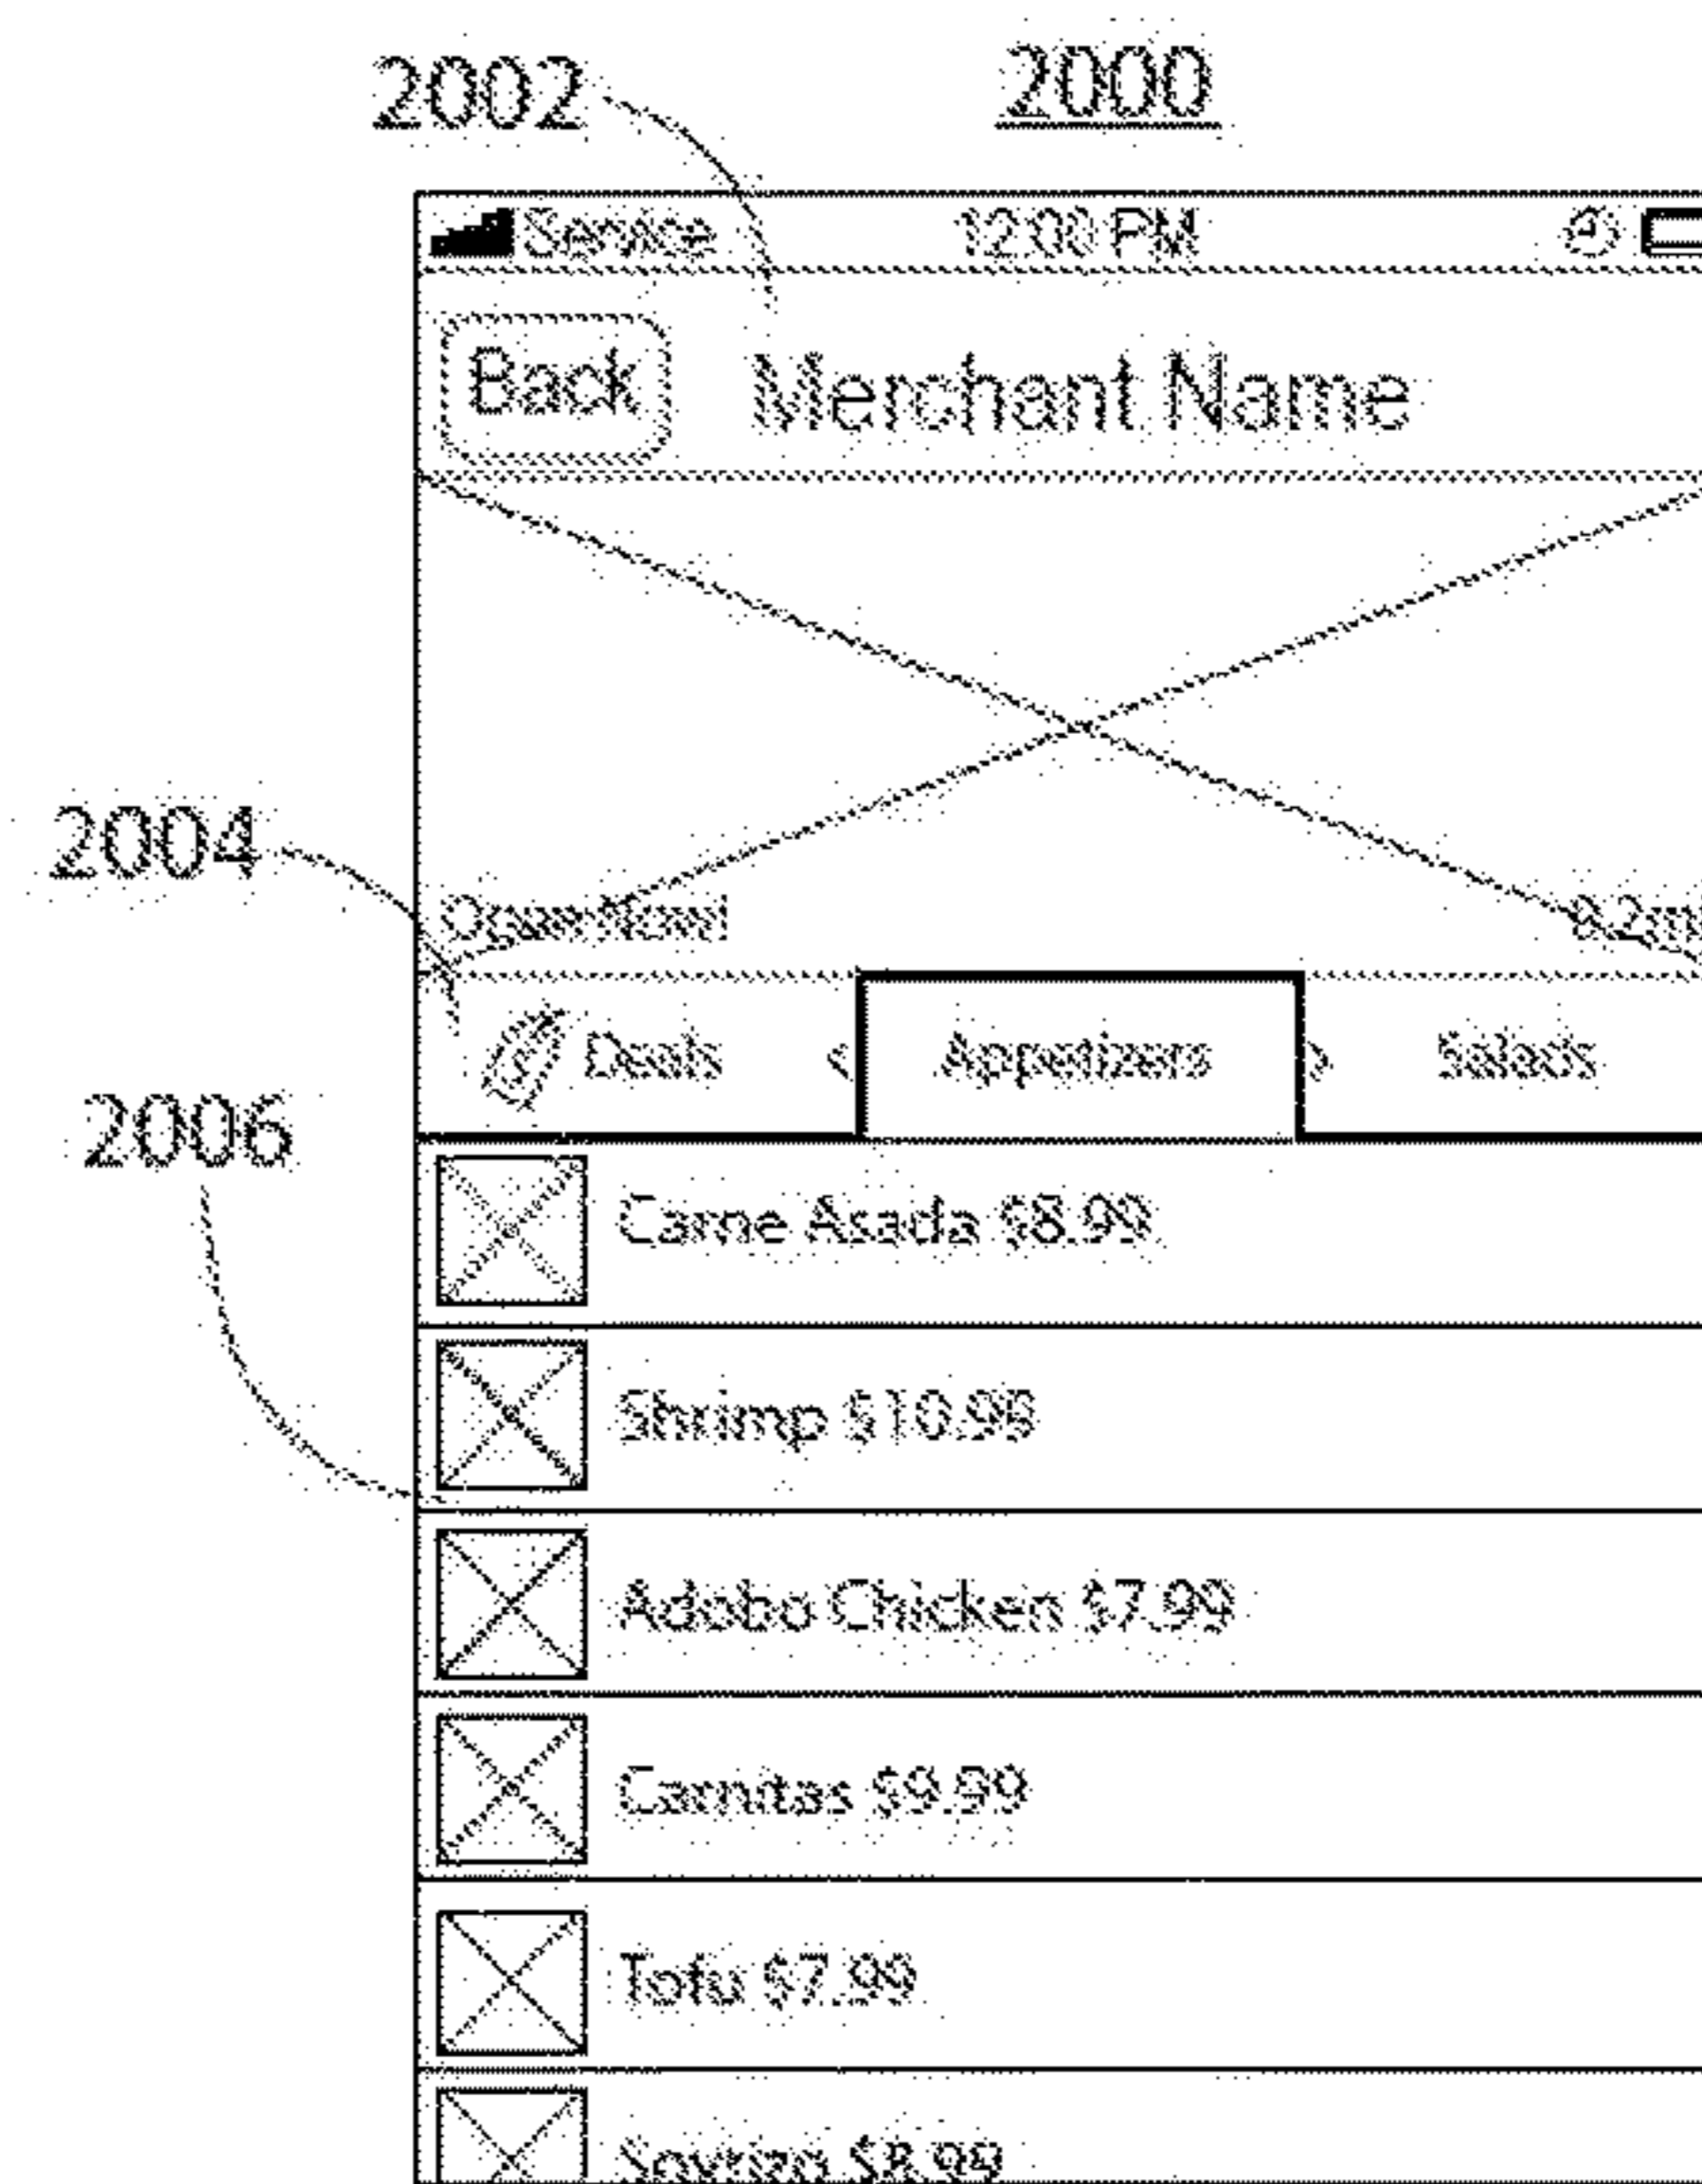 2002 2000
Service 12:00 PM
Back Merchant Name
2004
Open Now!
Deals < Appetizers > Salads
2006
Carne Asada $8.99
Shrimp $10.99
Adobo Chicken $7.99
Carnitas $9.99
Tofu $7.99
$8.99